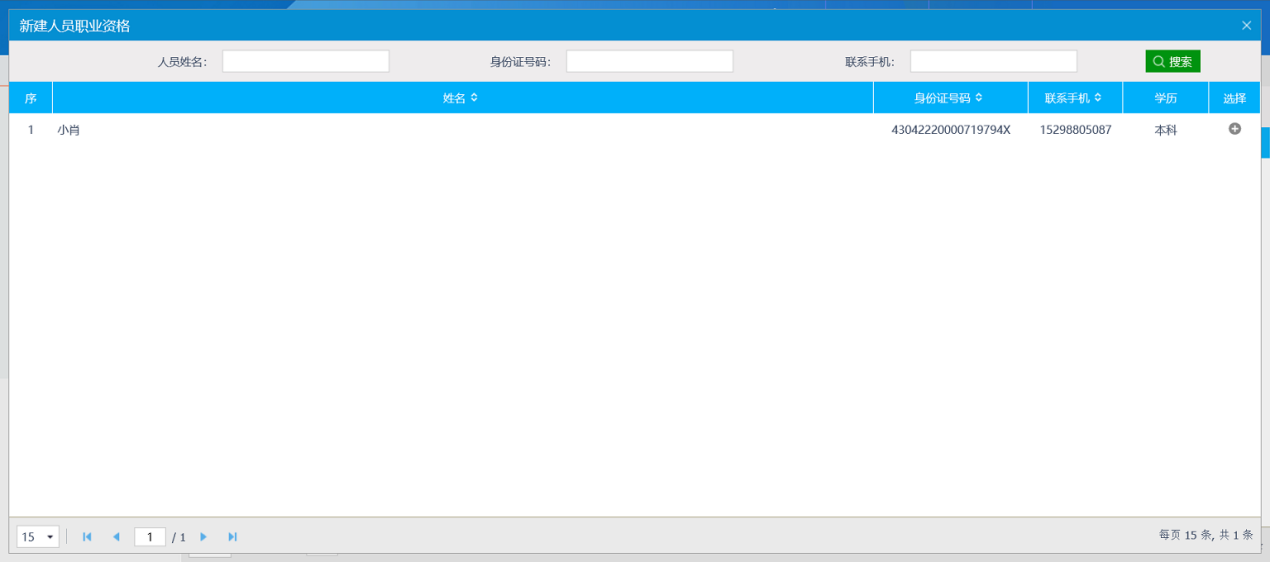 新建人员职业资格
人员姓名: 身份证号码: 联系手机: 搜索
序 姓名 身份证号码 联系手机 学历 选择
1 小肖 43042220000719794X 15298805087 本科
15 1 / 1 每页 15 条, 共 1 条